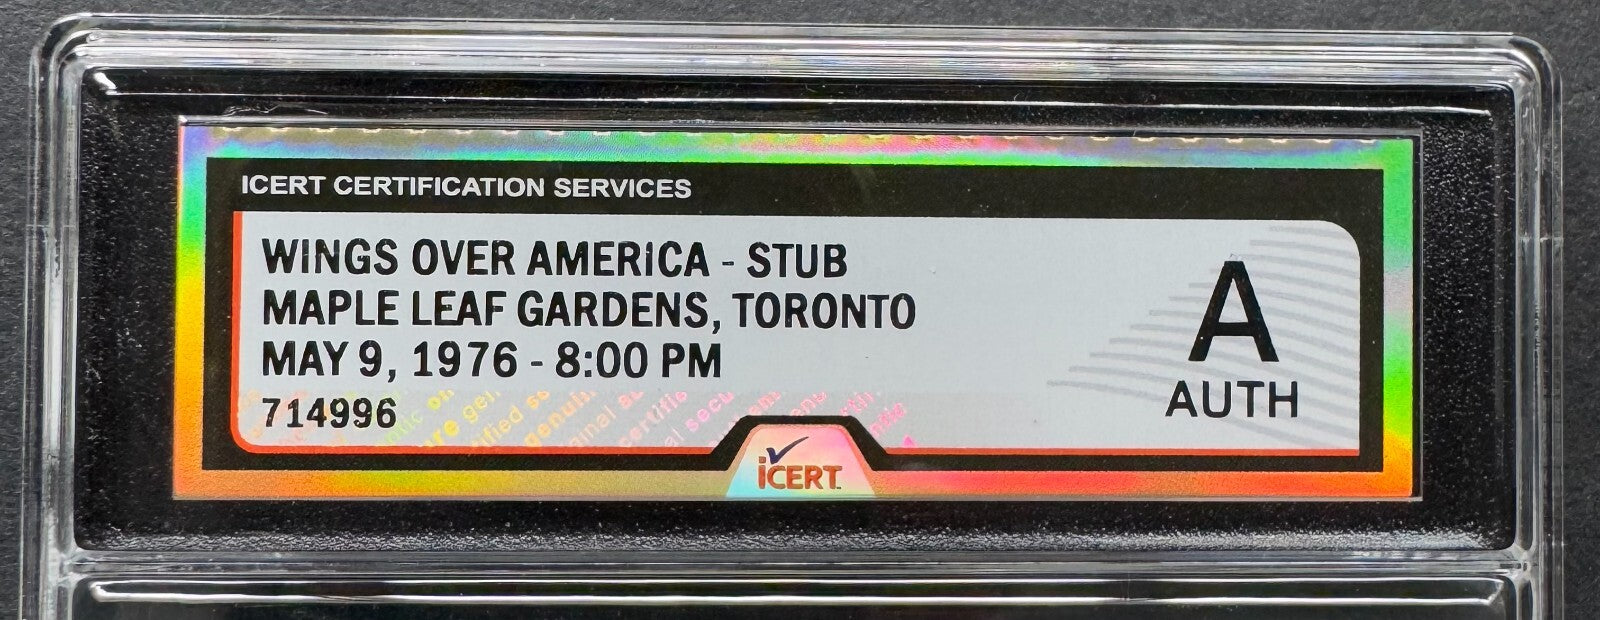 ICERT CERTIFICATION SERVICES
WINGS OVER AMERICA - STUB
MAPLE LEAF GARDENS, TORONTO
MAY 9, 1976 - 8:00 PM
714996
A
AUTH
iCERT